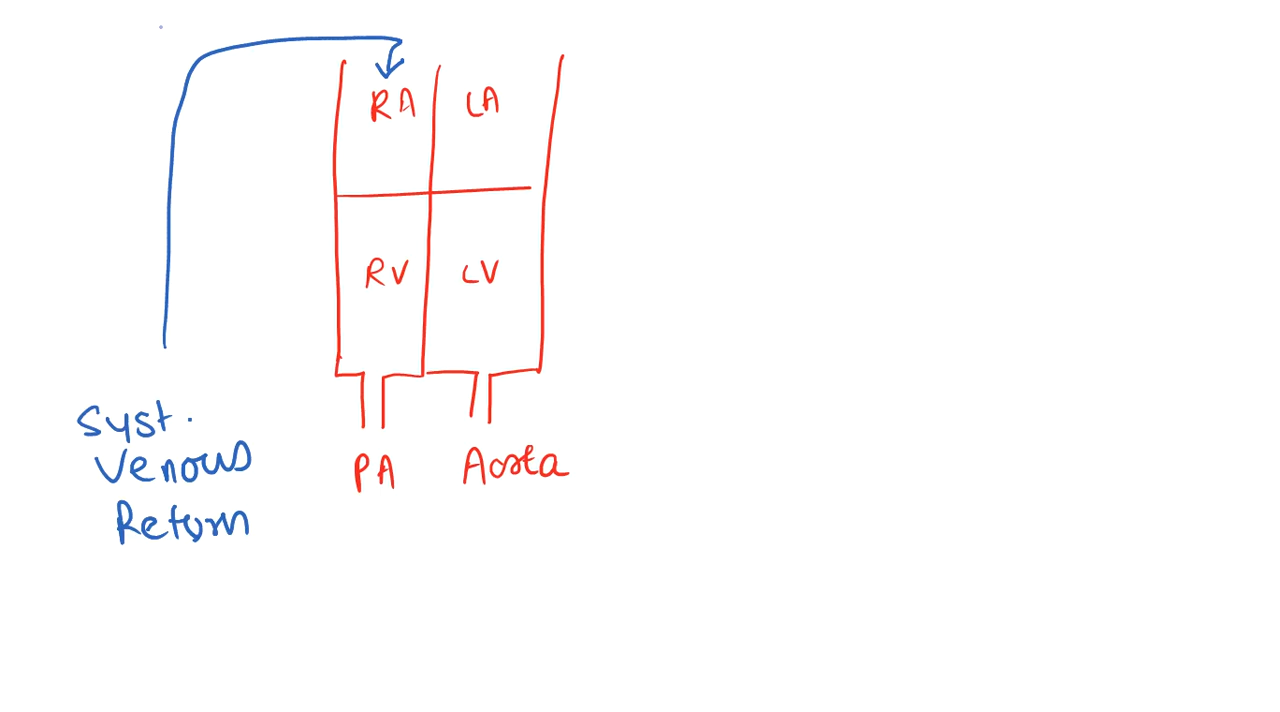 RA LA
RV LV
PA Aorta
Syst.
Venous
Return